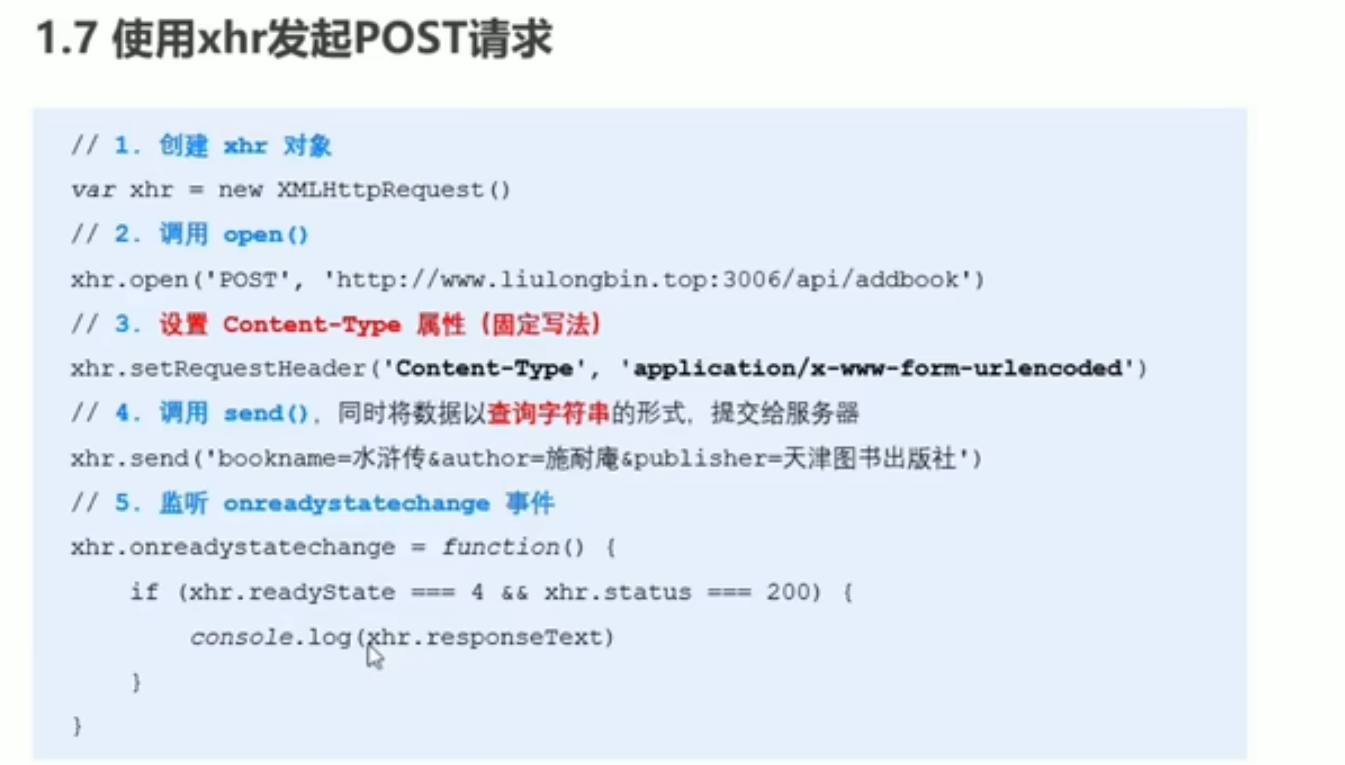 1.7 使用xhr发起POST请求
// 1. 创建 xhr 对象
var xhr = new XMLHttpRequest()
// 2. 调用 open()
xhr.open('POST', 'http://www.liulongbin.top:3006/api/addbook')
// 3. 设置 Content-Type 属性（固定写法）
xhr.setRequestHeader('Content-Type', 'application/x-www-form-urlencoded')
// 4. 调用 send()，同时将数据以查询字符串的形式，提交给服务器
xhr.send('bookname=水浒传&author=施耐庵&publisher=天津图书出版社')
// 5. 监听 onreadystatechange 事件
xhr.onreadystatechange = function() {
    if (xhr.readyState === 4 && xhr.status === 200) {
        console.log(xhr.responseText)
    }
}